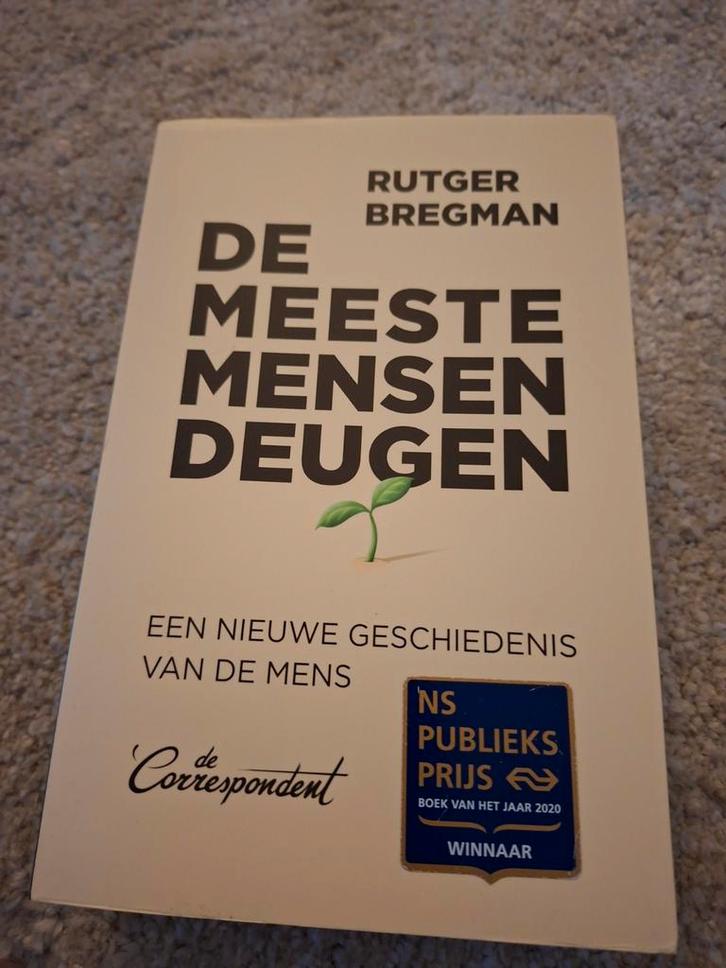 RUTGER
BREGMAN
DE
MEESTE
MENSEN
DEUGEN
EEN NIEUWE GESCHIEDENIS
VAN DE MENS
de
Correspondent
NS
PUBLIEKS
PRIJS
BOEK VAN HET JAAR 2020
WINNAAR